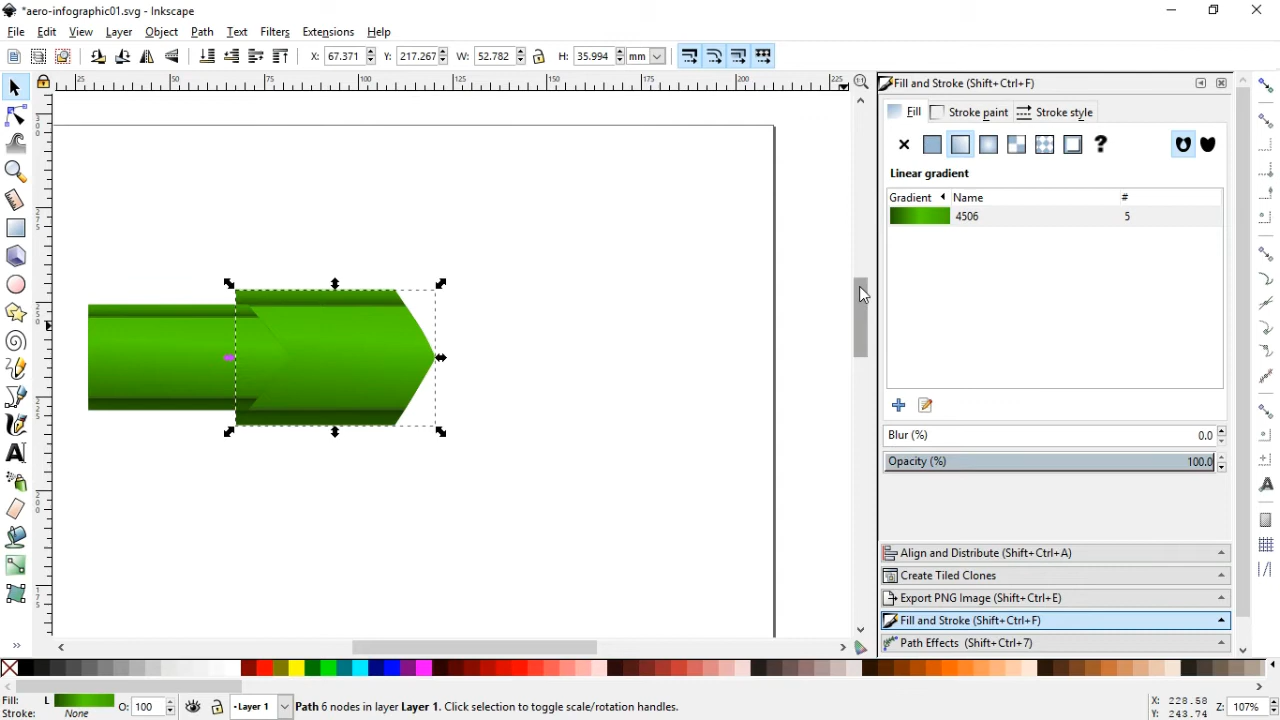 *aero-infographic01.svg - Inkscape
File Edit View Layer Object Path Text Filters Extensions Help
X: 67.371 Y: 217.267 W: 52.782 H: 35.994 mm
25 50 75 100 125 150 175 200 225
Fill and Stroke (Shift+Ctrl+F)
Fill Stroke paint Stroke style
?
Linear gradient
Gradient Name #
4506 5
Blur (%) 0.0
Opacity (%) 100.0
Align and Distribute (Shift+Ctrl+A)
Create Tiled Clones
Export PNG Image (Shift+Ctrl+E)
Fill and Stroke (Shift+Ctrl+F)
Path Effects (Shift+Ctrl+7)
Fill: L O: 100 •Layer 1 Path 6 nodes in layer Layer 1. Click selection to toggle scale/rotation handles. X: 228.58 Z: 107%
Stroke: None Y: 243.74